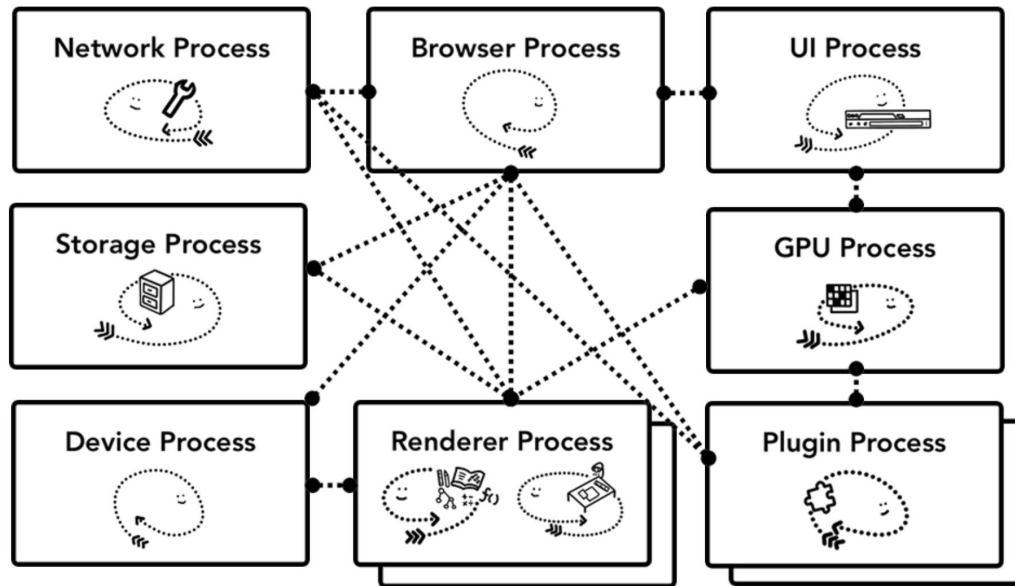 Network Process
Browser Process
UI Process
Storage Process
GPU Process
Device Process
Renderer Process
f()
Plugin Process